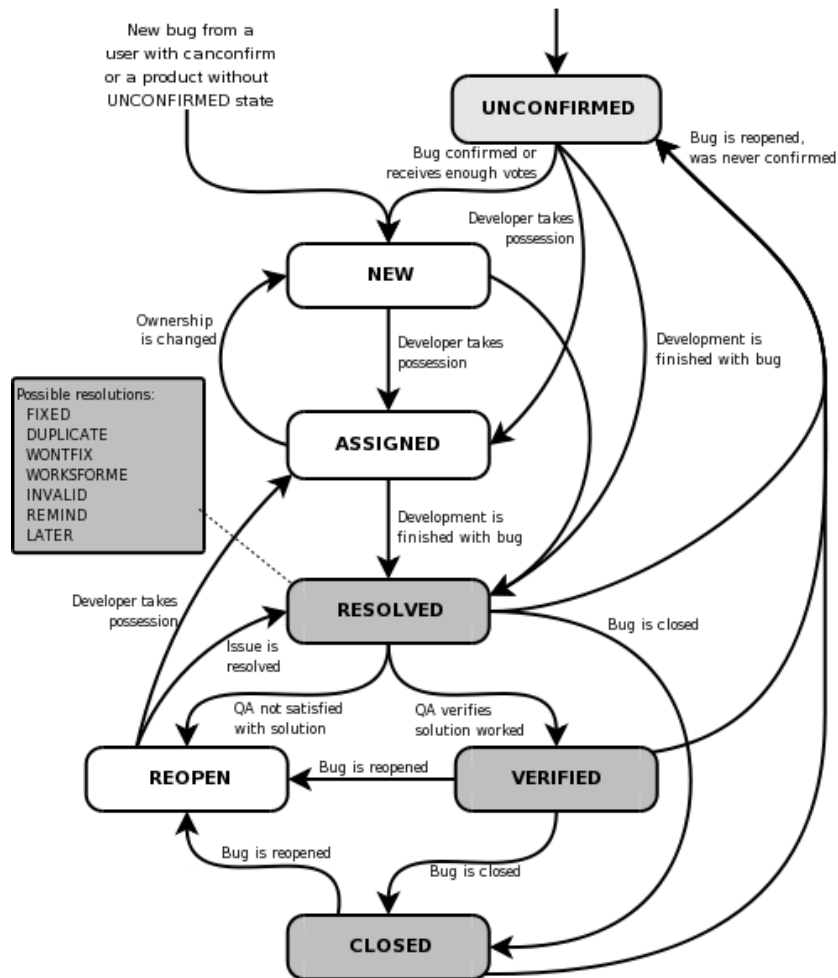 New bug from a
user with canconfirm
or a product without
UNCONFIRMED state
UNCONFIRMED
Bug is reopened,
was never confirmed
Bug confirmed or
receives enough votes
Developer takes
possession
NEW
Ownership
is changed
Developer takes
possession
Development is
finished with bug
Possible resolutions:
FIXED
DUPLICATE
WONTFIX
WORKSFORME
INVALID
REMIND
LATER
ASSIGNED
Development is
finished with bug
Developer takes
possession
RESOLVED
Issue is
resolved
Bug is closed
QA not satisfied
with solution
QA verifies
solution worked
REOPEN
Bug is reopened
VERIFIED
Bug is reopened
Bug is closed
CLOSED